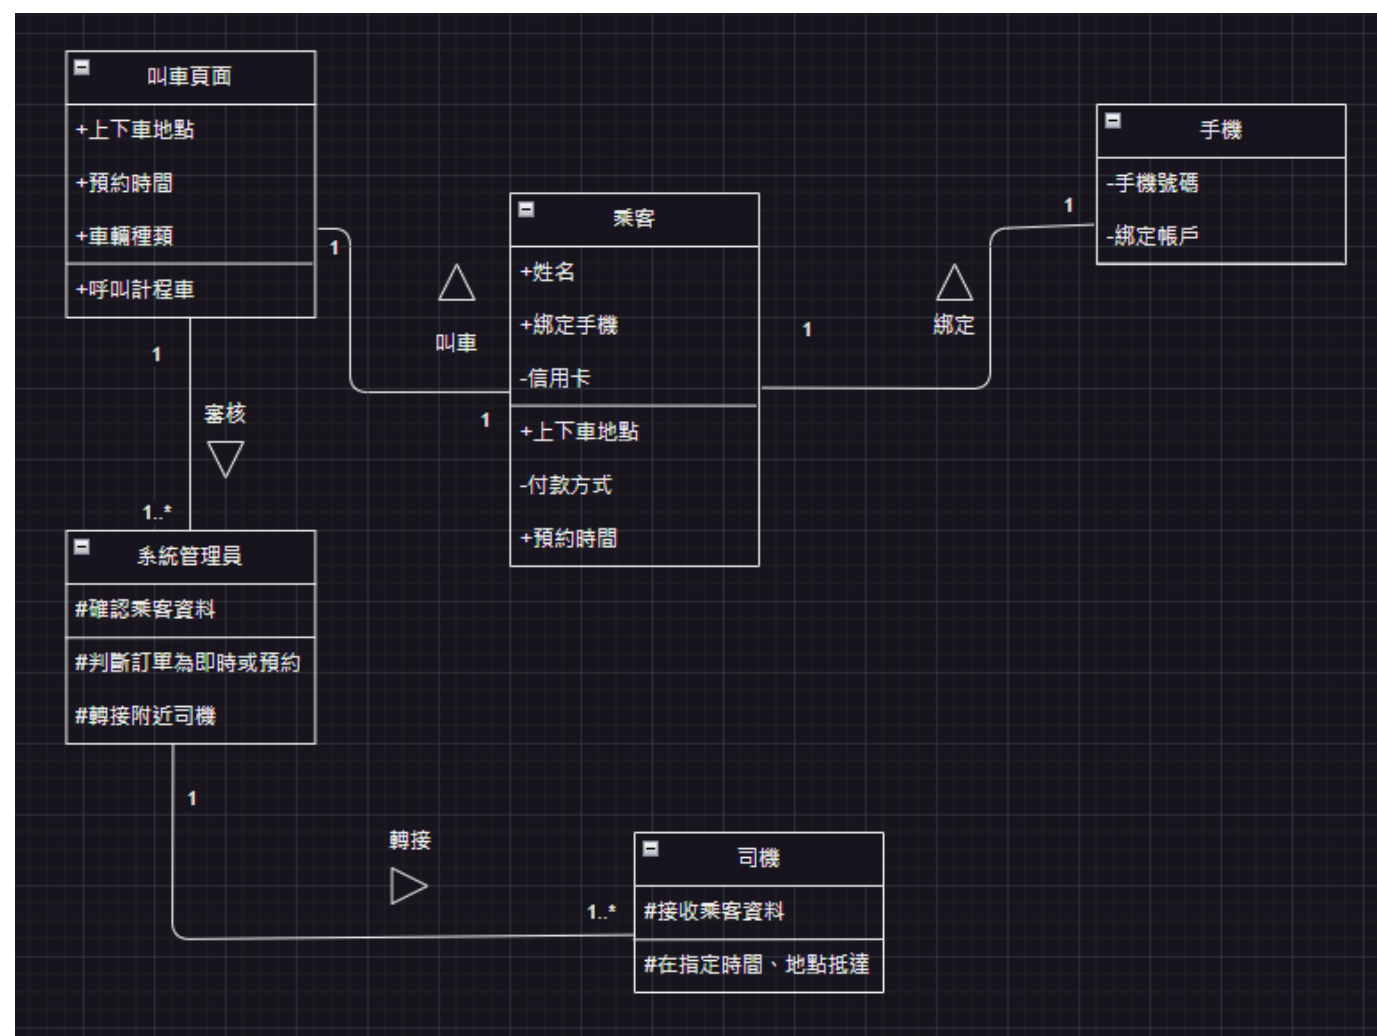 叫車頁面
+上下車地點
+預約時間
+車輛種類
+呼叫計程車
手機
-手機號碼
-綁定帳戶
1
乘客
+姓名
+綁定手機
-信用卡
+上下車地點
-付款方式
+預約時間
1
叫車
1
1
綁定
1
審核
1..*
系統管理員
#確認乘客資料
#判斷訂單為即時或預約
#轉接附近司機
1
轉接
1..*
司機
#接收乘客資料
#在指定時間、地點抵達